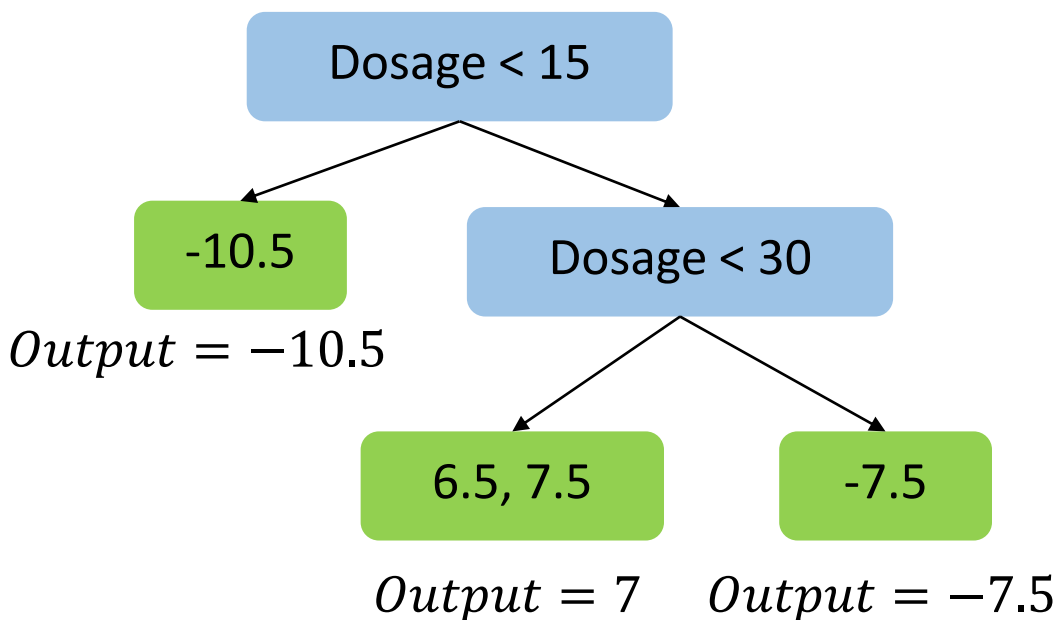 Dosage < 15
-10.5
Dosage < 30
Output = −10.5
6.5, 7.5
-7.5
Output = 7
Output = −7.5